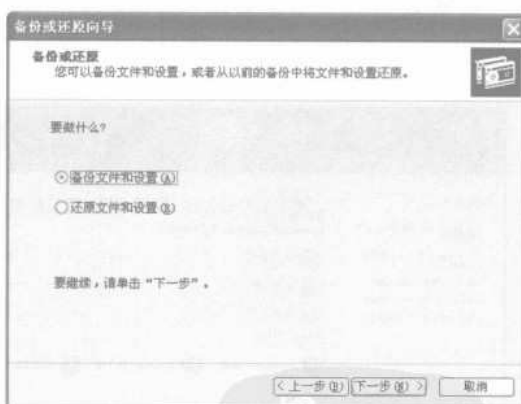 备份或还原向导
备份或还原
您可以备份文件和设置，或者从以前的备份中将文件和设置还原。
要做什么?
备份文件和设置(A)
还原文件和设置(R)
要继续，请单击“下一步”。
< 上一步(B) 下一步(N) > 取消